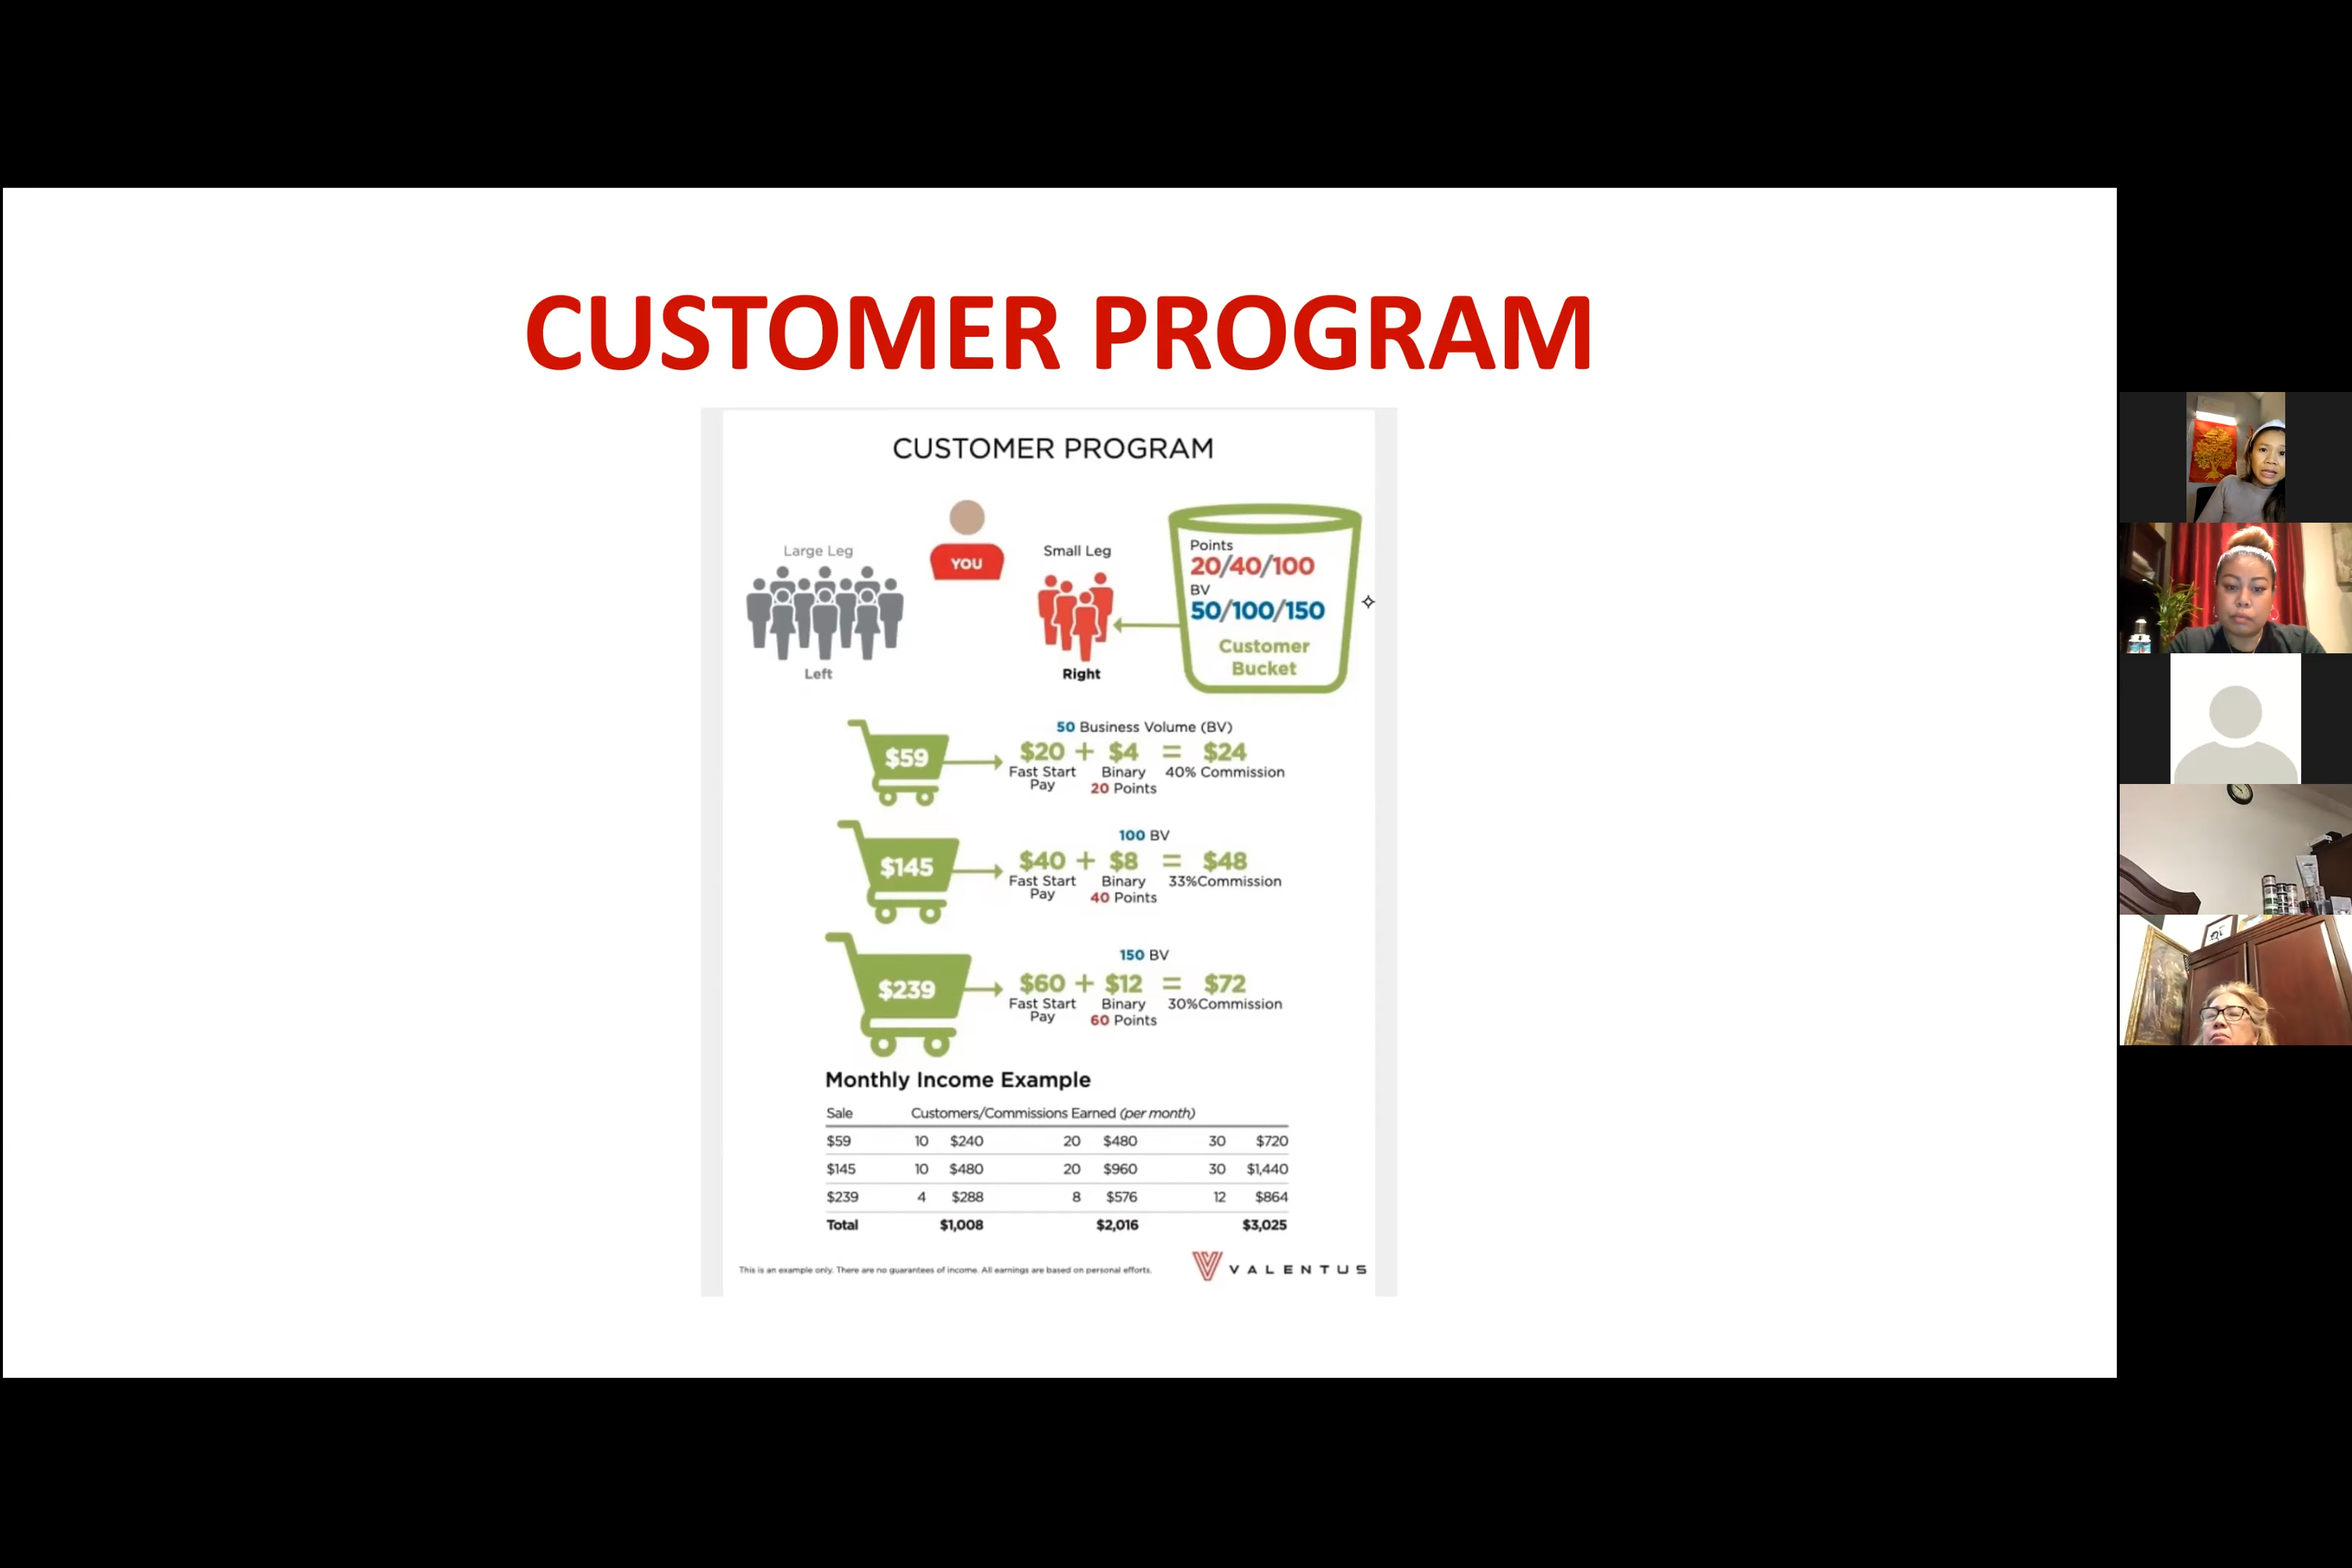 CUSTOMER PROGRAM
CUSTOMER PROGRAM
Large Leg
Left
YOU
Small Leg
Right
Points
20/40/100
BV
50/100/150
Customer
Bucket
$59
50 Business Volume (BV)
$20 + $4 = $24
Fast Start Pay Binary 40% Commission
20 Points
$145
100 BV
$40 + $8 = $48
Fast Start Pay Binary 33%Commission
40 Points
$239
150 BV
$60 + $12 = $72
Fast Start Pay Binary 30%Commission
60 Points
Monthly Income Example
Sale Customers/Commissions Earned (per month)
$59 10 $240 20 $480 30 $720
$145 10 $480 20 $960 30 $1,440
$239 4 $288 8 $576 12 $864
Total $1,008 $2,016 $3,025
This is an example only. There are no guarantees of income. All earnings are based on personal efforts.
VALENTUS